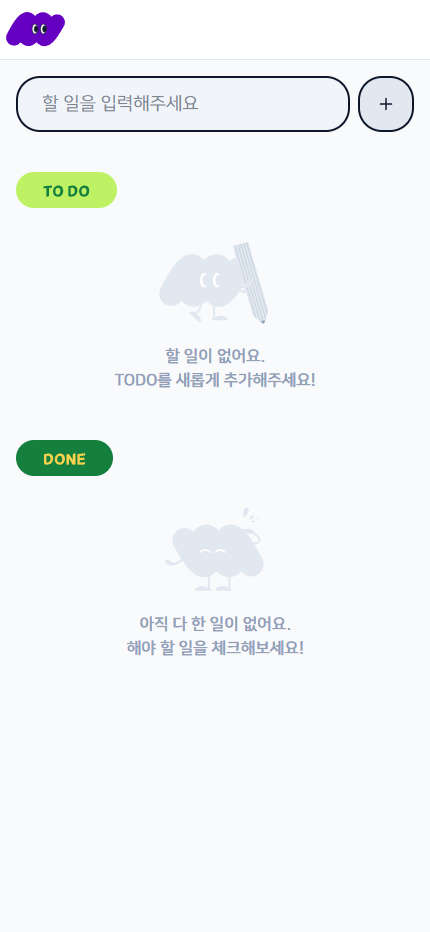 할 일을 입력해주세요
+
TO DO
할 일이 없어요.
TODO를 새롭게 추가해주세요!
DONE
아직 다 한 일이 없어요.
해야 할 일을 체크해보세요!